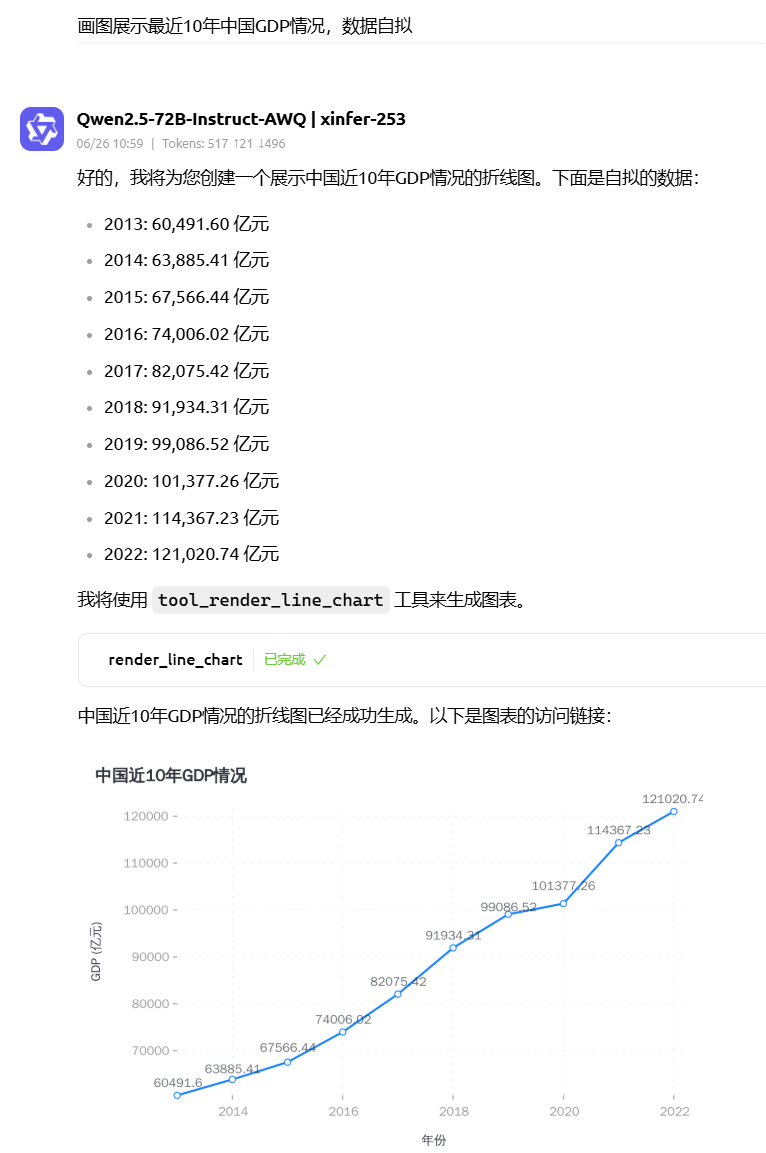 画图展示最近10年中国GDP情况，数据自拟
Qwen2.5-72B-Instruct-AWQ | xinfer-253
06/26 10:59 | Tokens: 517 ↑21 ↓496
好的，我将为您创建一个展示中国近10年GDP情况的折线图。下面是自拟的数据：
2013: 60,491.60 亿元
2014: 63,885.41 亿元
2015: 67,566.44 亿元
2016: 74,006.02 亿元
2017: 82,075.42 亿元
2018: 91,934.31 亿元
2019: 99,086.52 亿元
2020: 101,377.26 亿元
2021: 114,367.23 亿元
2022: 121,020.74 亿元
我将使用 tool_render_line_chart 工具来生成图表。
render_line_chart 已完成
中国近10年GDP情况的折线图已经成功生成。以下是图表的访问链接：
中国近10年GDP情况
121020.74
120000
114367.23
110000
101377.26
100000
99086.52
91934.31
90000
82075.42
80000
74006.02
70000
67566.44
63885.41
60491.6
GDP (亿元)
2014 2016 2018 2020 2022
年份